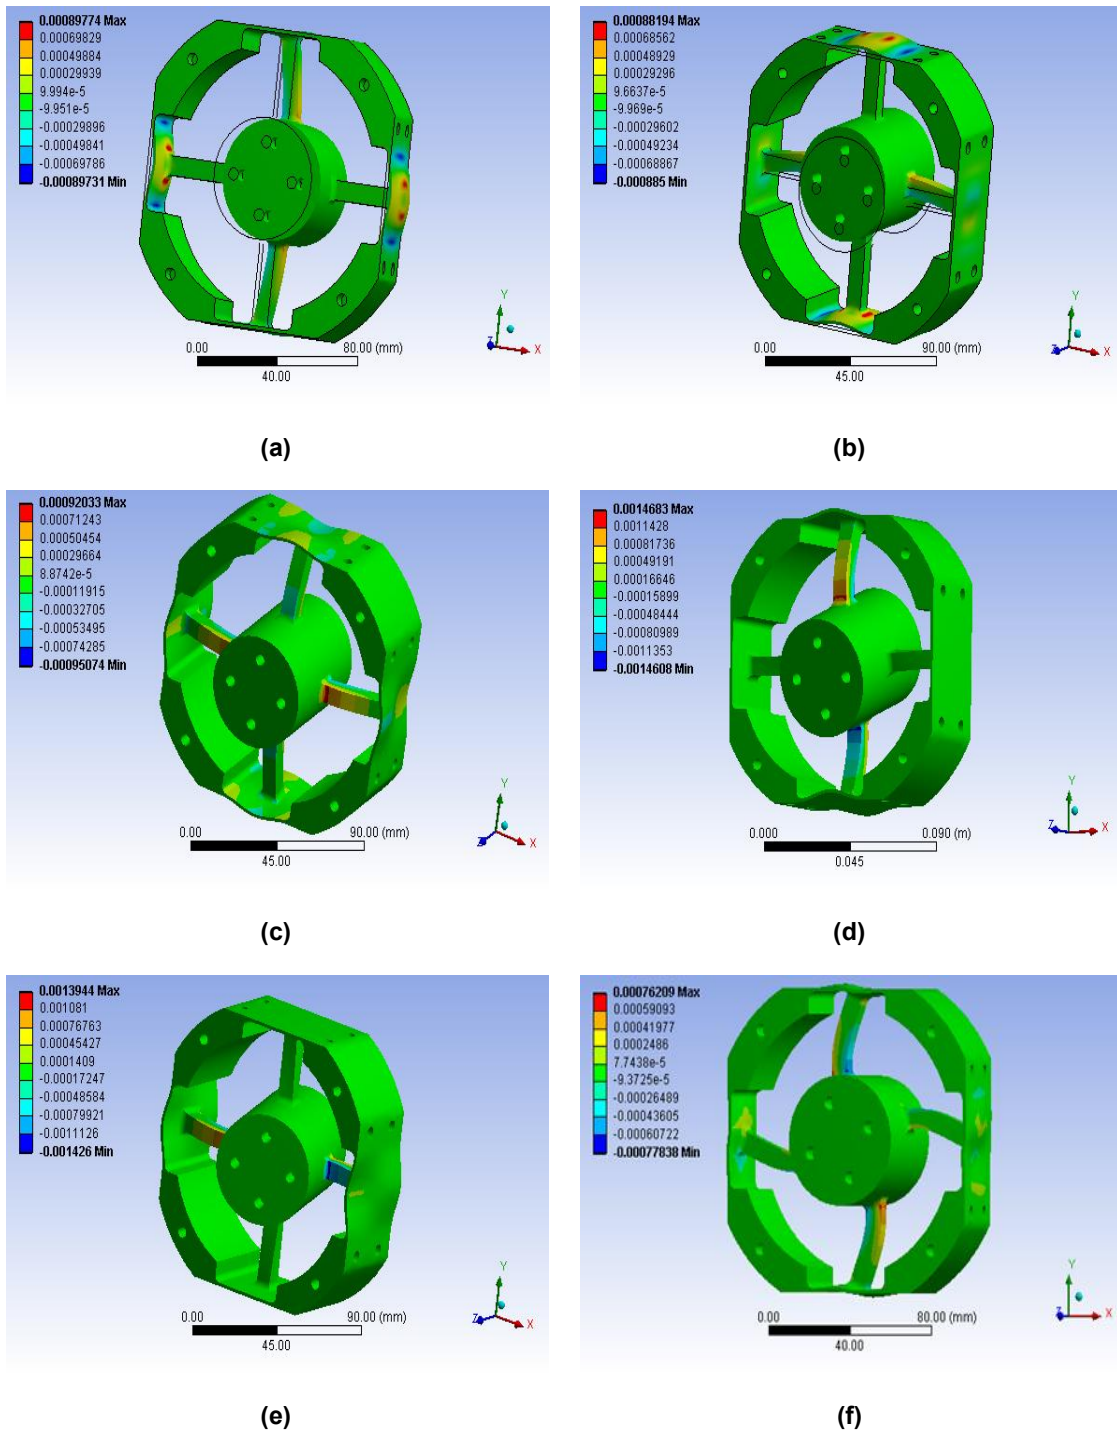 0.00089774 Max
0.00069829
0.00049884
0.00029939
9.994e-5
-9.951e-5
-0.00029896
-0.00049841
-0.00069786
-0.00089731 Min
Y
Z
X
0.00
80.00 (mm)
40.00
(a)
0.00088194 Max
0.00068562
0.00048929
0.00029296
9.6637e-5
-9.969e-5
-0.00029602
-0.00049234
-0.00068867
-0.000885 Min
Y
Z
X
0.00
90.00 (mm)
45.00
(b)
0.00092033 Max
0.00071243
0.00050454
0.00029664
8.8742e-5
-0.00011915
-0.00032705
-0.00053495
-0.00074285
-0.00095074 Min
Y
Z
X
0.00
90.00 (mm)
45.00
(c)
0.0014683 Max
0.0011428
0.00081736
0.00049191
0.00016646
-0.00015899
-0.00048444
-0.00080989
-0.0011353
-0.0014608 Min
Y
Z
X
0.000
0.090 (m)
0.045
(d)
0.0013944 Max
0.001081
0.00076763
0.00045427
0.0001409
-0.00017247
-0.00048584
-0.00079921
-0.0011126
-0.001426 Min
Y
Z
X
0.00
90.00 (mm)
45.00
(e)
0.00076209 Max
0.00059093
0.00041977
0.0002486
7.7438e-5
-9.3725e-5
-0.00026489
-0.00043605
-0.00060722
-0.00077838 Min
Y
Z
X
0.00
80.00 (mm)
40.00
(f)